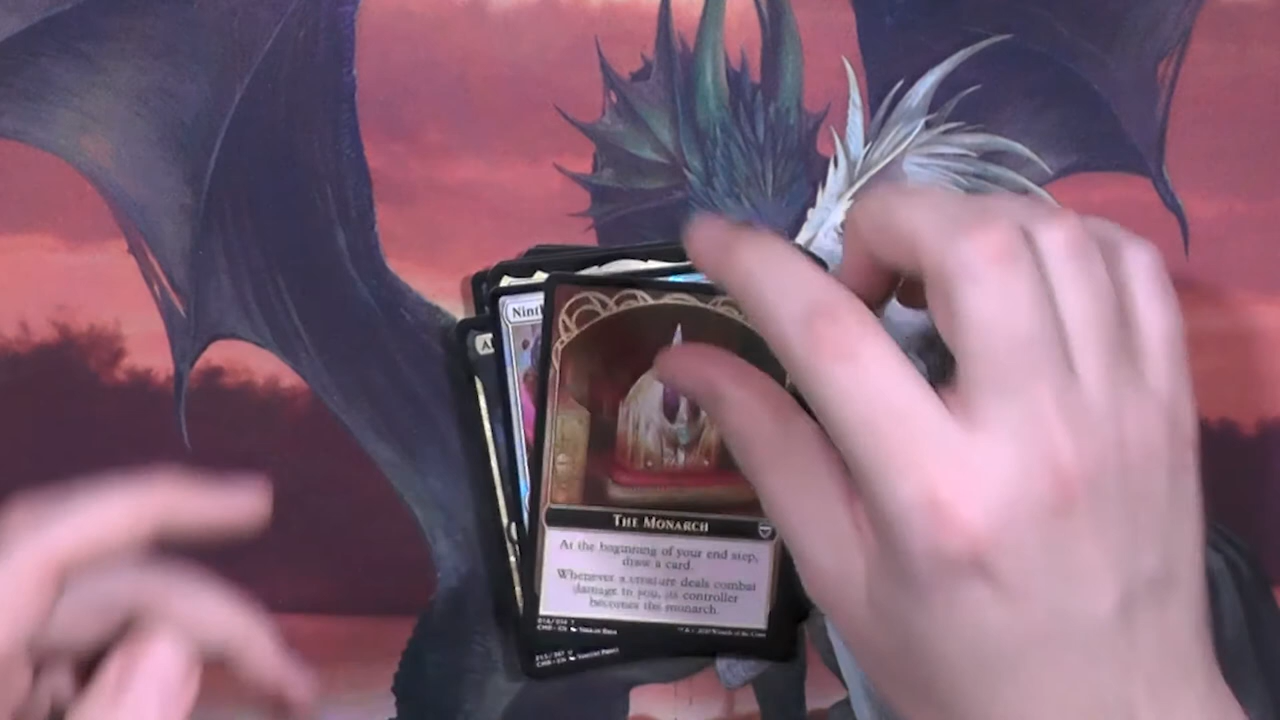 Nint
THE MONARCH
At the beginning of your end step,
draw a card.
Whenever a creature deals combat
damage to you, its controller
becomes the monarch.